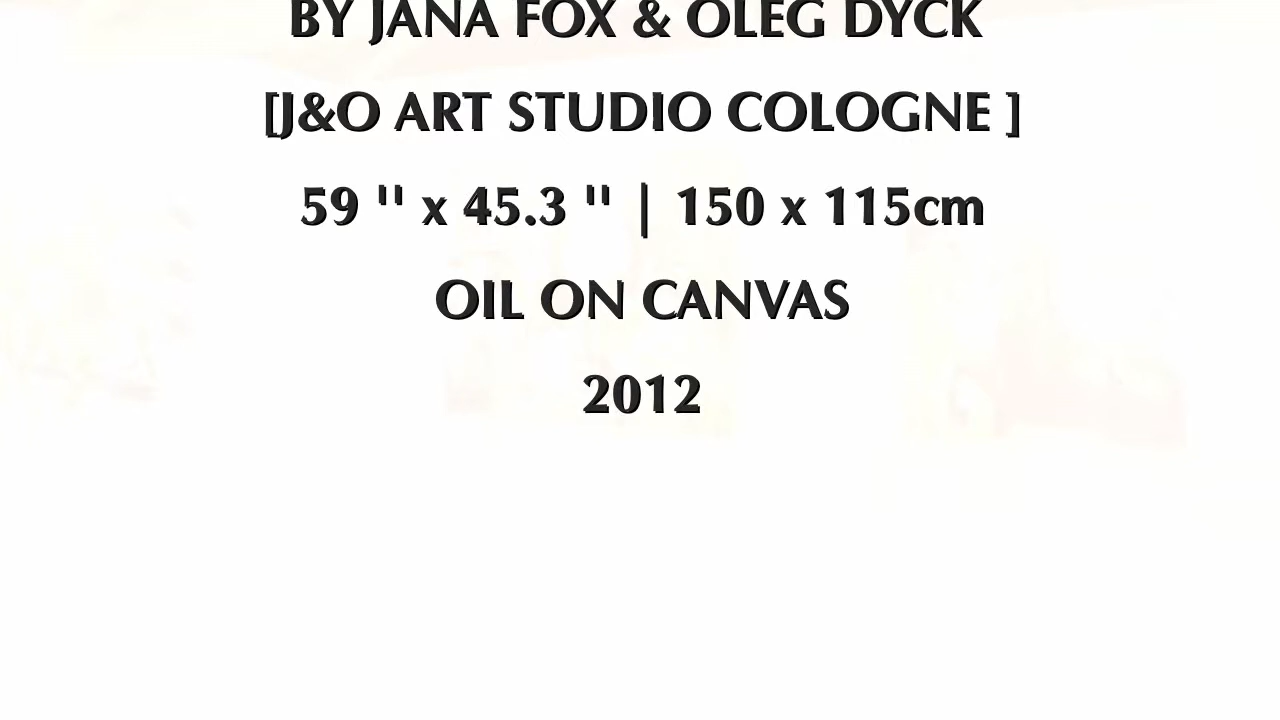 BY JANA FOX & OLEG DYCK
[J&O ART STUDIO COLOGNE ]
59 '' x 45.3 '' | 150 x 115cm
OIL ON CANVAS
2012